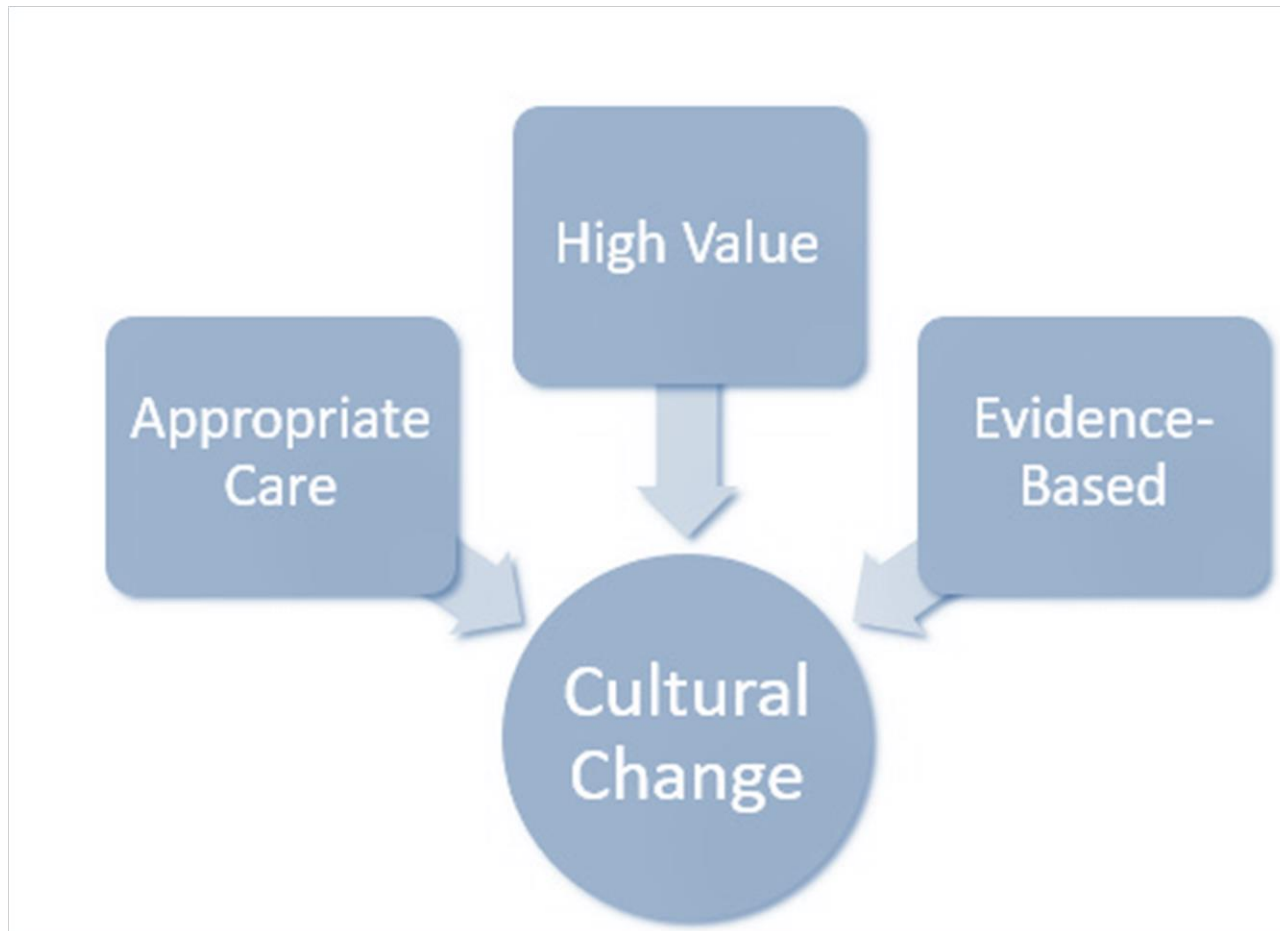 High Value
Appropriate
Care
Evidence-
Based
Cultural
Change